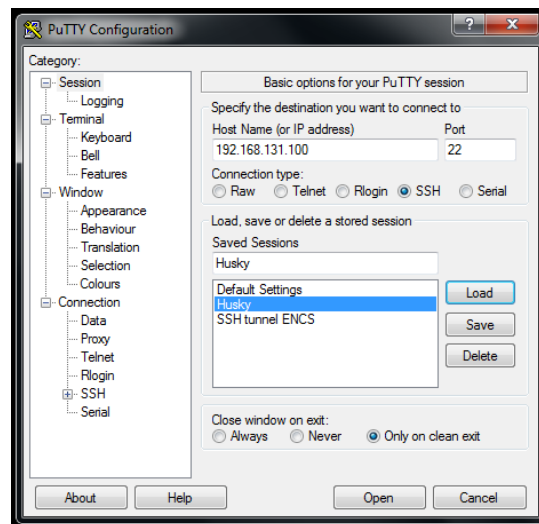 PuTTY Configuration
Category:
Session
Logging
Terminal
Keyboard
Bell
Features
Window
Appearance
Behaviour
Translation
Selection
Colours
Connection
Data
Proxy
Telnet
Rlogin
SSH
Serial
Basic options for your PuTTY session
Specify the destination you want to connect to
Host Name (or IP address) Port
192.168.131.100 22
Connection type:
Raw Telnet Rlogin SSH Serial
Load, save or delete a stored session
Saved Sessions
Husky
Default Settings
Husky
SSH tunnel ENCS
Load
Save
Delete
Close window on exit:
Always Never Only on clean exit
About Help Open Cancel